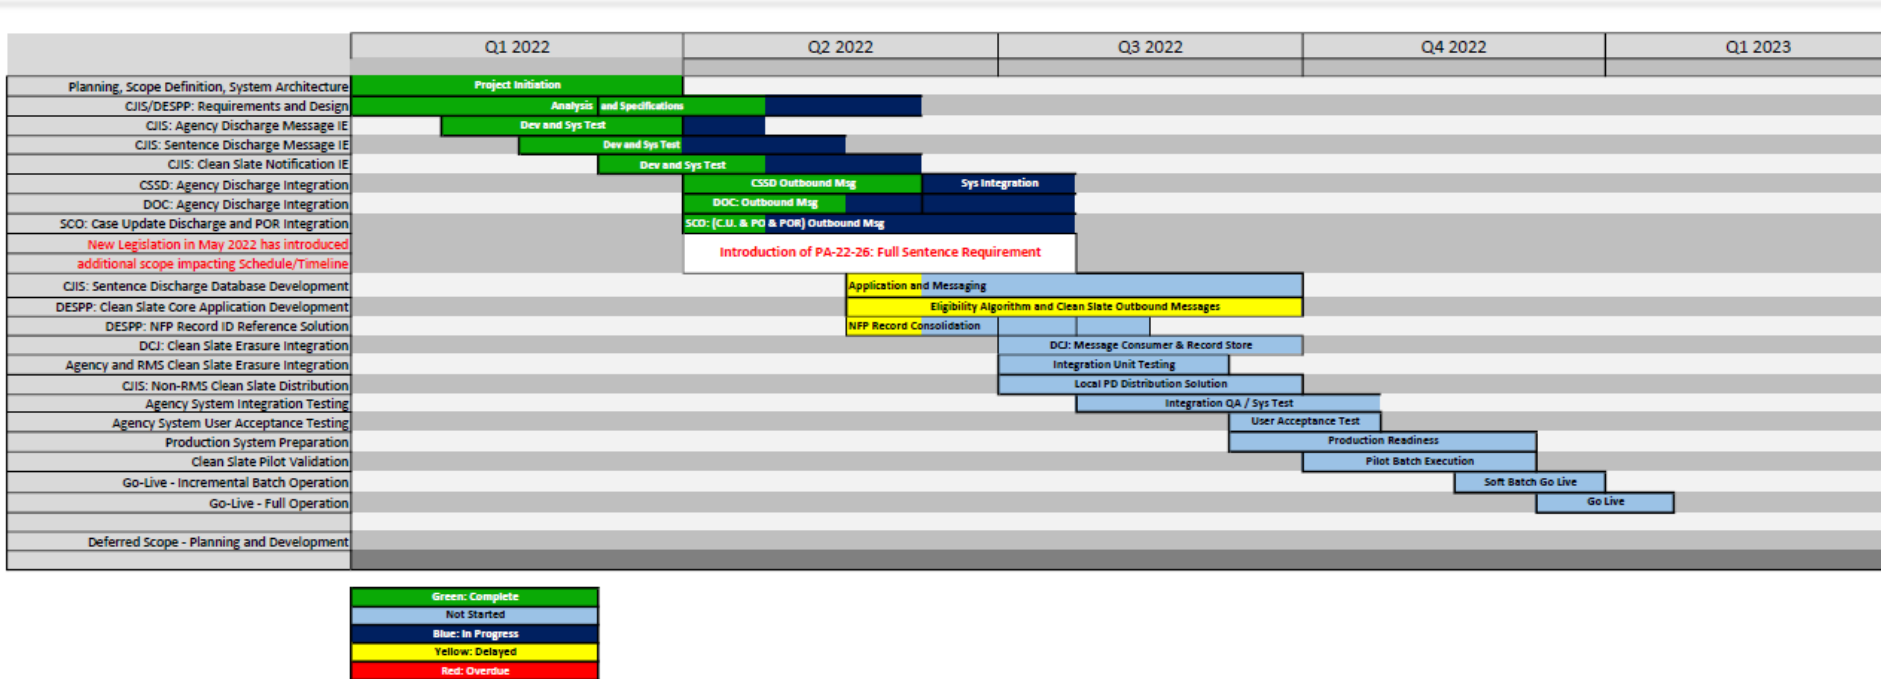 Q1 2022 Q2 2022 Q3 2022 Q4 2022 Q1 2023
Planning, Scope Definition, System Architecture Project Initiation
CJIS/DESPP: Requirements and Design Analysis and Specifications
CJIS: Agency Discharge Message IE Dev and Sys Test
CJIS: Sentence Discharge Message IE Dev and Sys Test
CJIS: Clean Slate Notification IE Dev and Sys Test
CSSD: Agency Discharge Integration CSSD Outbound Msg Sys Integration
DOC: Agency Discharge Integration DOC: Outbound Msg
SCO: Case Update Discharge and POR Integration SCO: (C.U. & PO & POR) Outbound Msg
New Legislation in May 2022 has introduced
additional scope impacting Schedule/Timeline
Introduction of PA-22-26: Full Sentence Requirement
CJIS: Sentence Discharge Database Development Application and Messaging
DESPP: Clean Slate Core Application Development Eligibility Algorithm and Clean Slate Outbound Messages
DESPP: NFP Record ID Reference Solution NFP Record Consolidation
DCJ: Clean Slate Erasure Integration DCJ: Message Consumer & Record Store
Agency and RMS Clean Slate Erasure Integration Integration Unit Testing
CJIS: Non-RMS Clean Slate Distribution Local PD Distribution Solution
Agency System Integration Testing Integration QA / Sys Test
Agency System User Acceptance Testing User Acceptance Test
Production System Preparation Production Readiness
Clean Slate Pilot Validation Pilot Batch Execution
Go-Live - Incremental Batch Operation Soft Batch Go Live
Go-Live - Full Operation Go Live
Deferred Scope - Planning and Development
Green: Complete
Not Started
Blue: In Progress
Yellow: Delayed
Red: Overdue